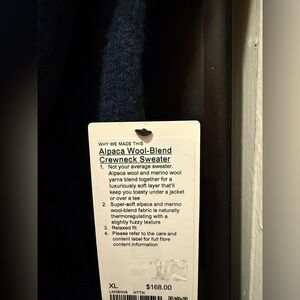 WHY WE MADE THIS
Alpaca Wool-Blend
Crewneck Sweater
1. Not your average sweater.
Alpaca wool and merino wool
yarns blend together for a
luxuriously soft layer that'll
keep you toasty under a jacket
or over a tee
2. Super-soft alpaca and merino
wool-blend fabric is naturally
thermoregulating with a
slightly fuzzy texture
3. Relaxed fit
4. Please refer to the care and
content label for full fibre
content information
XL $168.00
HTTN